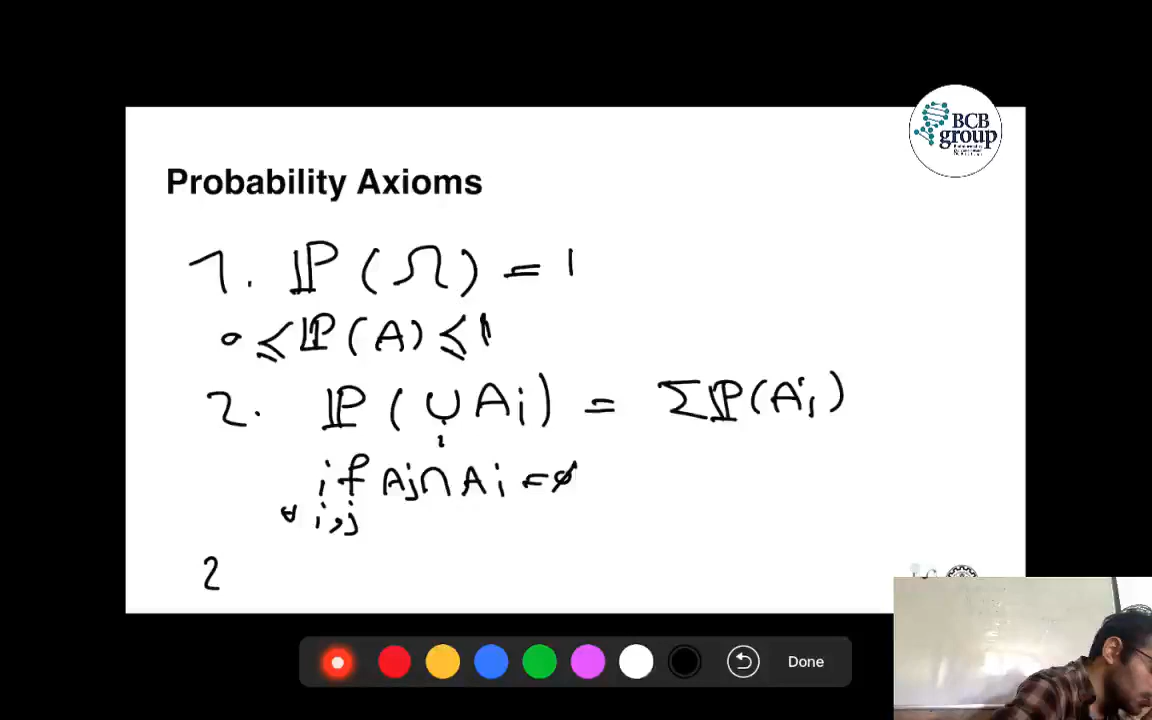 BCB
group
Probability Axioms
1. ℙ(Ω) = 1
0 ≤ ℙ(A) ≤ 1
2. ℙ(∪ Ai) = Σℙ(Ai)
i
if Aj∩Ai=∅
∀ i,j
2
Done